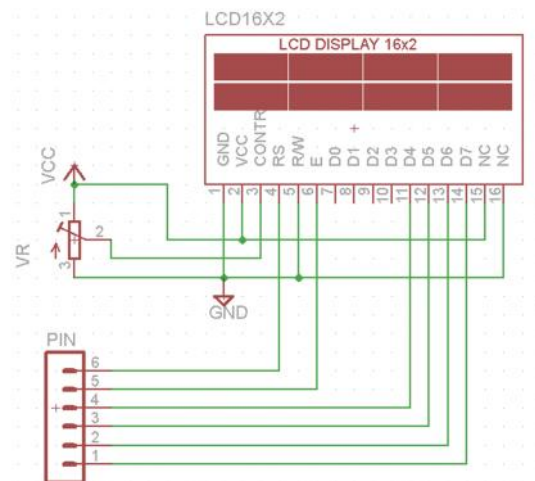 LCD16X2
LCD DISPLAY 16x2
GND
VCC
CONTR
RS
R/W
E
D0
D1
D2
D3
D4
D5
D6
D7
NC
NC
1
2
3
4
5
6
7
8
9
10
11
12
13
14
15
16
VCC
1
2
3
VR
GND
PIN
6
5
4
3
2
1